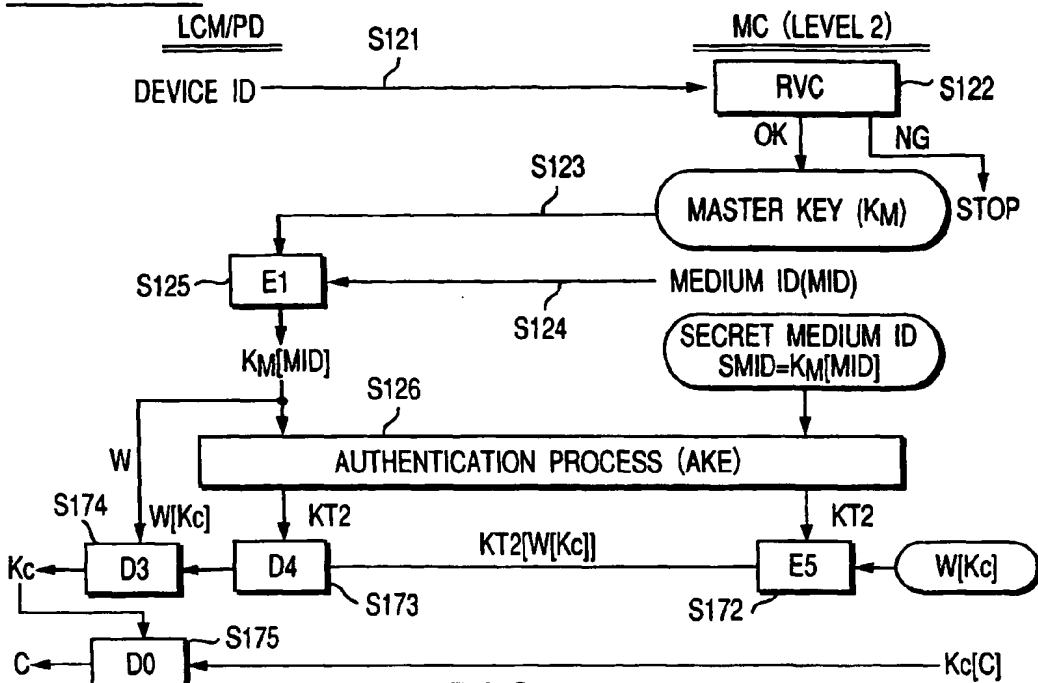 LCM/PD
MC (LEVEL 2)
S121
DEVICE ID
RVC
S122
OK
NG
S123
MASTER KEY (KM)
STOP
S125
E1
MEDIUM ID(MID)
S124
KM[MID]
SECRET MEDIUM ID
SMID=KM[MID]
S126
AUTHENTICATION PROCESS (AKE)
W
S174
W[Kc]
KT2
KT2[W[Kc]]
KT2
Kc
D3
D4
E5
W[Kc]
S173
S172
S175
C
D0
Kc[C]